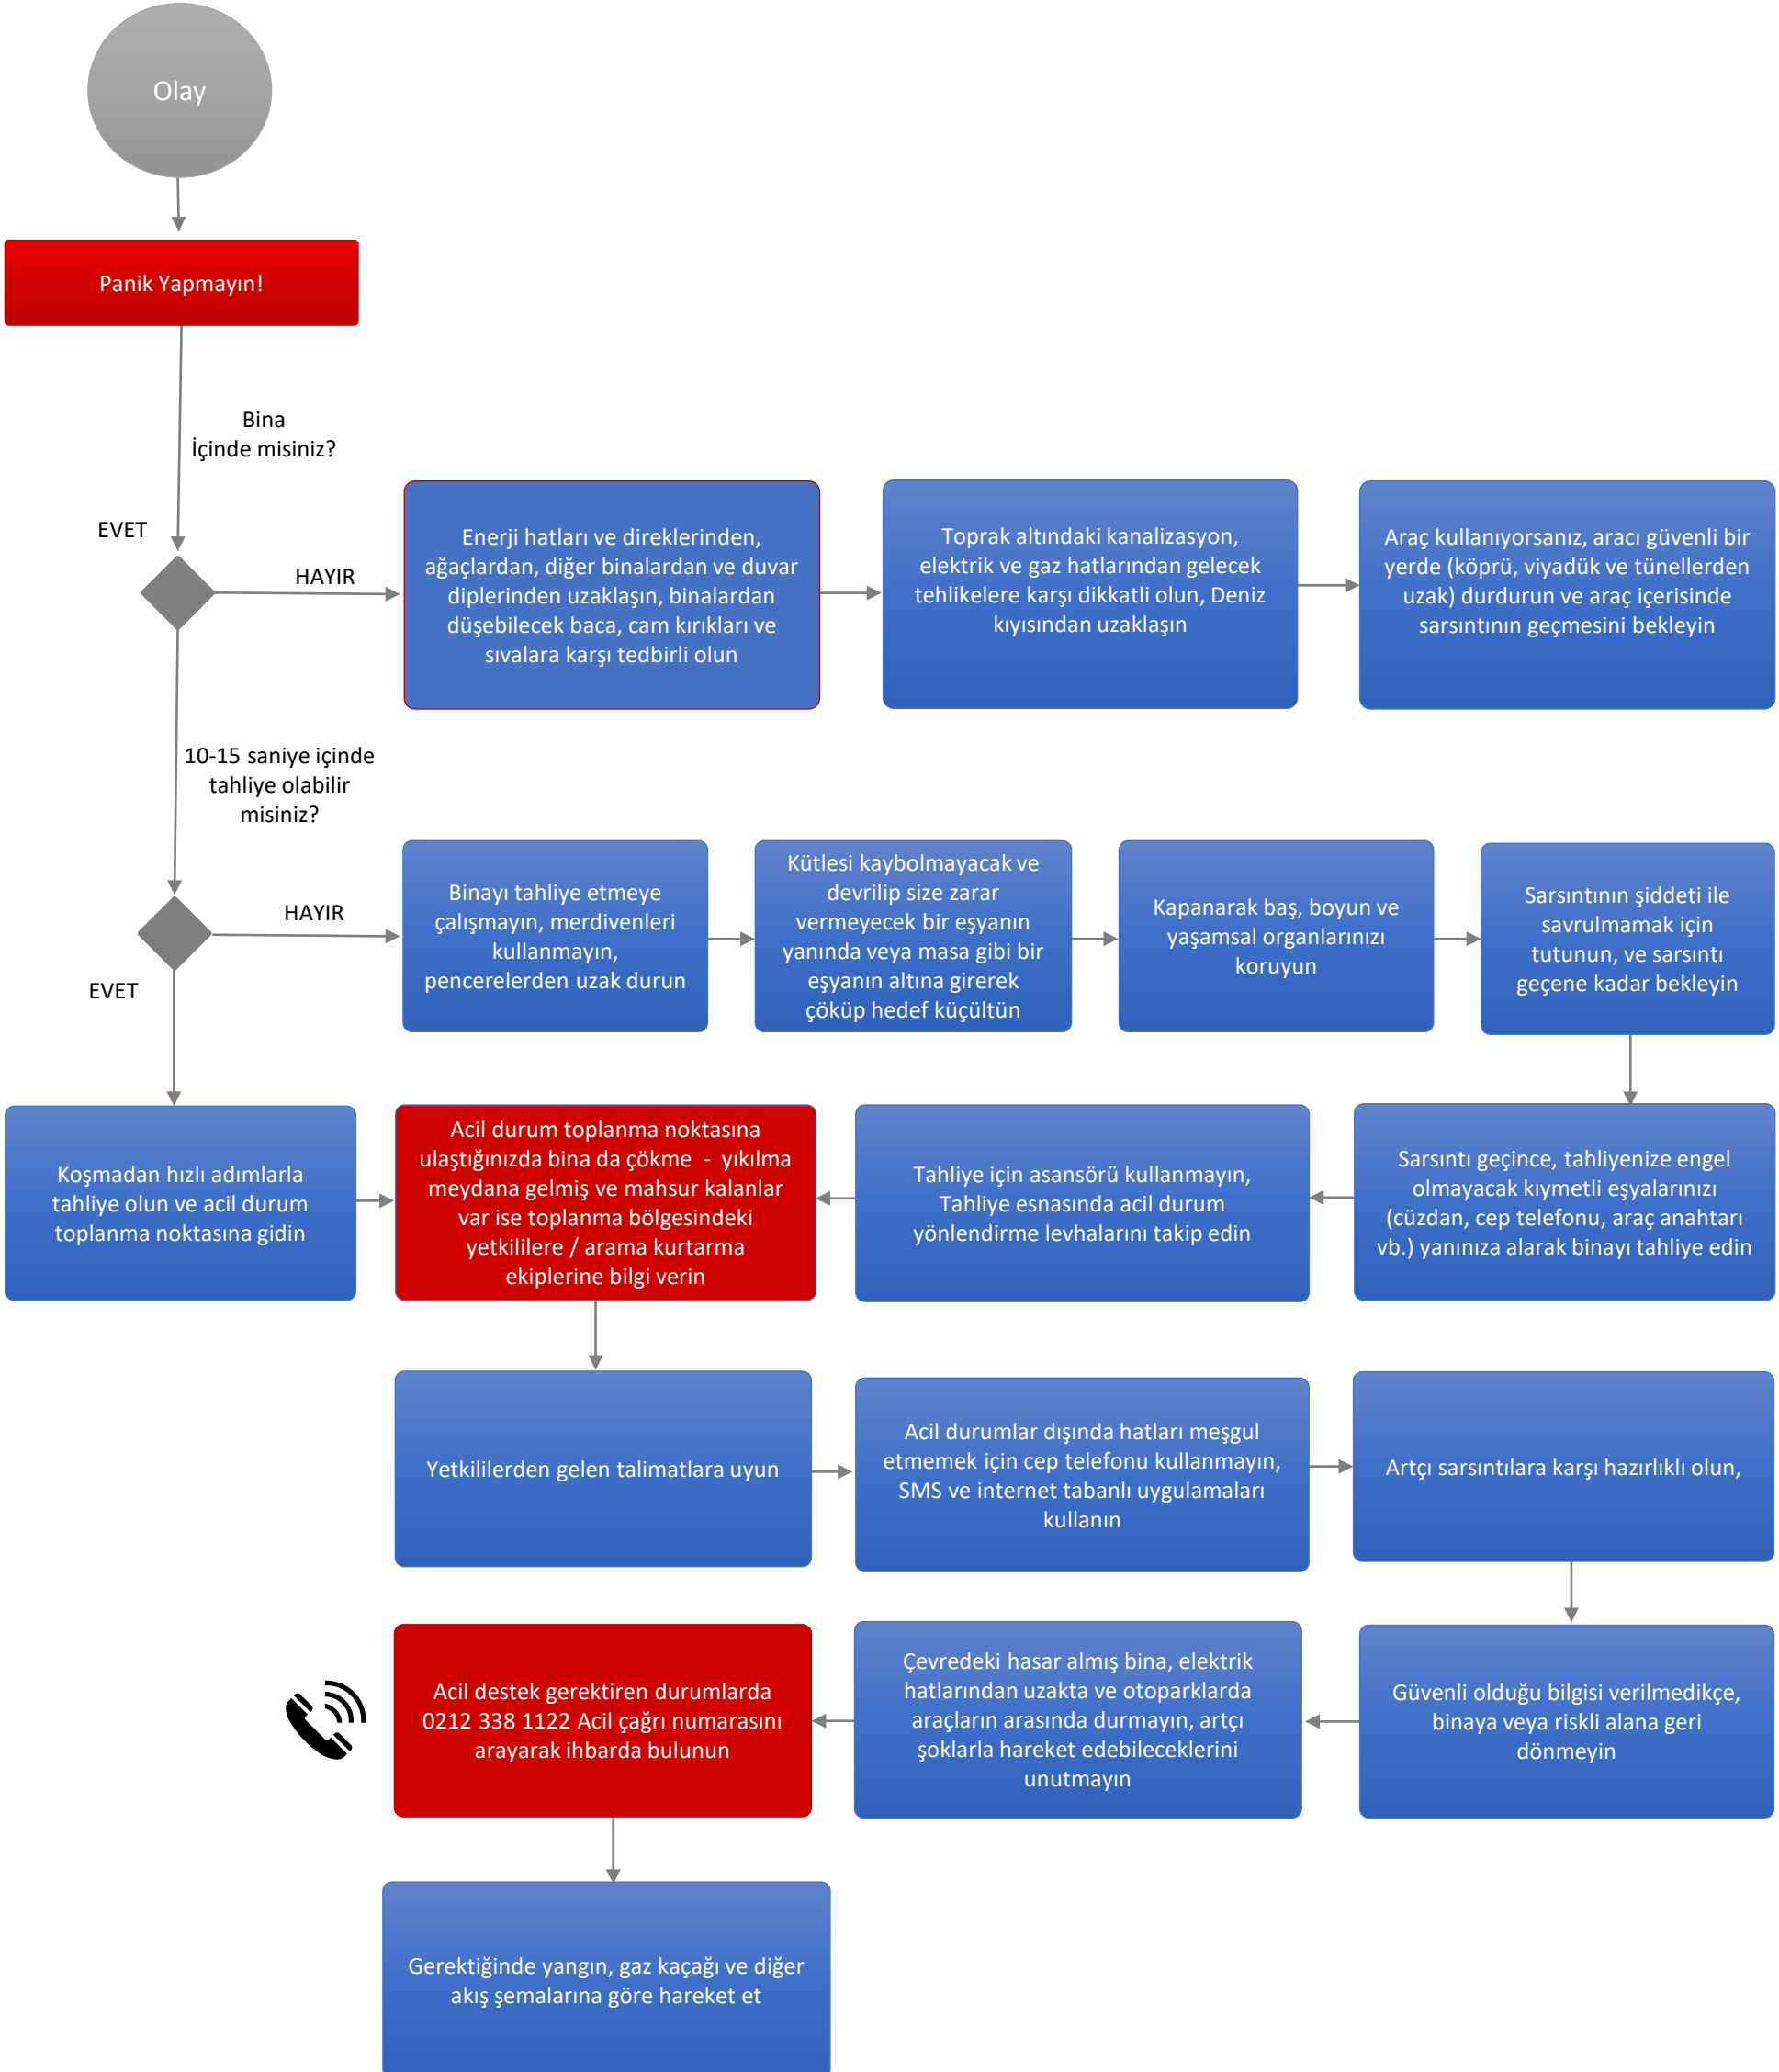 Olay
Panik Yapmayın!
Bina
İçinde misiniz?
EVET
HAYIR
Enerji hatları ve direklerinden,
ağaçlardan, diğer binalardan ve duvar
diplerinden uzaklaşın, binalardan
düşebilecek baca, cam kırıkları ve
sıvalara karşı tedbirli olun
Toprak altındaki kanalizasyon,
elektrik ve gaz hatlarından gelecek
tehlikelere karşı dikkatli olun, Deniz
kıyısından uzaklaşın
Araç kullanıyorsanız, aracı güvenli bir
yerde (köprü, viyadük ve tünellerden
uzak) durdurun ve araç içerisinde
sarsıntının geçmesini bekleyin
10-15 saniye içinde
tahliye olabilir
misiniz?
HAYIR
EVET
Binayı tahliye etmeye
çalışmayın, merdivenleri
kullanmayın,
pencerelerden uzak durun
Kütlesi kaybolmayacak ve
devrilip size zarar
vermeyecek bir eşyanın
yanında veya masa gibi bir
eşyanın altına girerek
çöküp hedef küçültün
Kapanarak baş, boyun ve
yaşamsal organlarınızı
koruyun
Sarsıntının şiddeti ile
savrulmamak için
tutunun, ve sarsıntı
geçene kadar bekleyin
Koşmadan hızlı adımlarla
tahliye olun ve acil durum
toplanma noktasına gidin
Acil durum toplanma noktasına
ulaştığınızda bina da çökme  -  yıkılma
meydana gelmiş ve mahsur kalanlar
var ise toplanma bölgesindeki
yetkililere / arama kurtarma
ekiplerine bilgi verin
Tahliye için asansörü kullanmayın,
Tahliye esnasında acil durum
yönlendirme levhalarını takip edin
Sarsıntı geçince, tahliyenize engel
olmayacak kıymetli eşyalarınızı
(cüzdan, cep telefonu, araç anahtarı
vb.) yanınıza alarak binayı tahliye edin
Yetkililerden gelen talimatlara uyun
Acil durumlar dışında hatları meşgul
etmemek için cep telefonu kullanmayın,
SMS ve internet tabanlı uygulamaları
kullanın
Artçı sarsıntılara karşı hazırlıklı olun,
Acil destek gerektiren durumlarda
0212 338 1122 Acil çağrı numarasını
arayarak ihbarda bulunun
Çevredeki hasar almış bina, elektrik
hatlarından uzakta ve otoparklarda
araçların arasında durmayın, artçı
şoklarla hareket edebileceklerini
unutmayın
Güvenli olduğu bilgisi verilmedikçe,
binaya veya riskli alana geri
dönmeyin
Gerektiğinde yangın, gaz kaçağı ve diğer
akış şemalarına göre hareket et